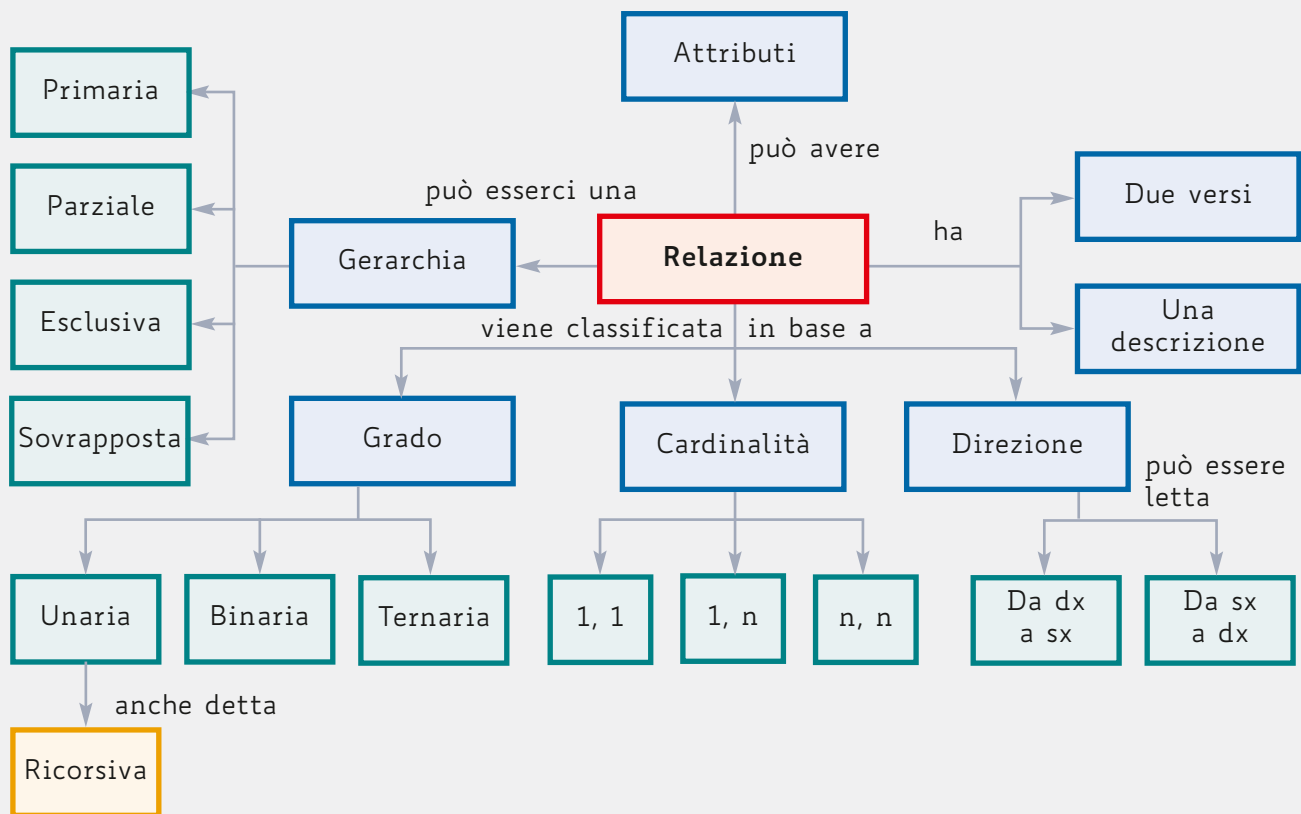 Attributi
Primaria
può avere
può esserci una
Due versi
Parziale
ha
Gerarchia
Relazione
Esclusiva
Una
descrizione
viene classificata in base a
Sovrapposta
Grado
Cardinalità
Direzione
può essere
letta
Unaria
Binaria
Ternaria
1, 1
1, n
n, n
Da dx
a sx
Da sx
a dx
anche detta
Ricorsiva